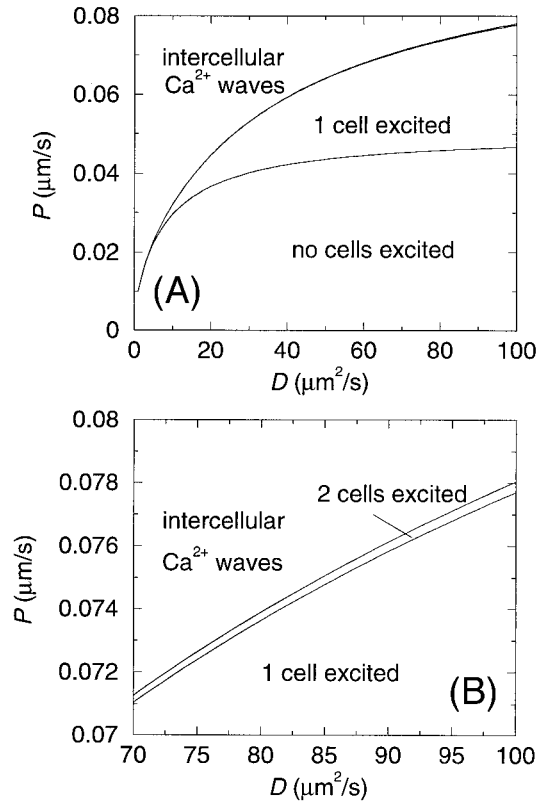 0.08
intercellular
Ca²⁺ waves
0.06
1 cell excited
P (μm/s)
0.04
0.02
no cells excited
(A)
0
0 20 40 60 80 100
D (μm²/s)
0.08
0.078
2 cells excited
intercellular
0.076
Ca²⁺ waves
P (μm/s)
0.074
0.072
1 cell excited
(B)
0.07
70 75 80 85 90 95 100
D (μm²/s)